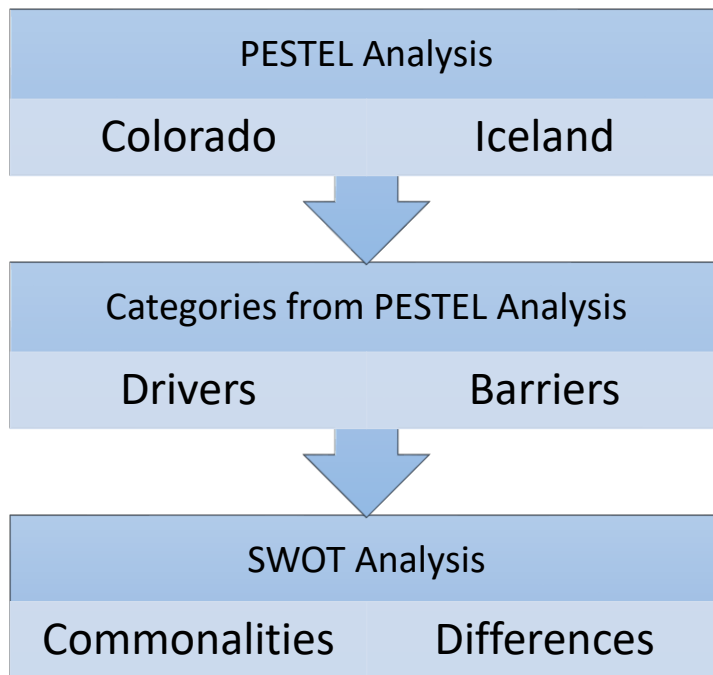 PESTEL Analysis
Colorado Iceland
Categories from PESTEL Analysis
Drivers Barriers
SWOT Analysis
Commonalities Differences